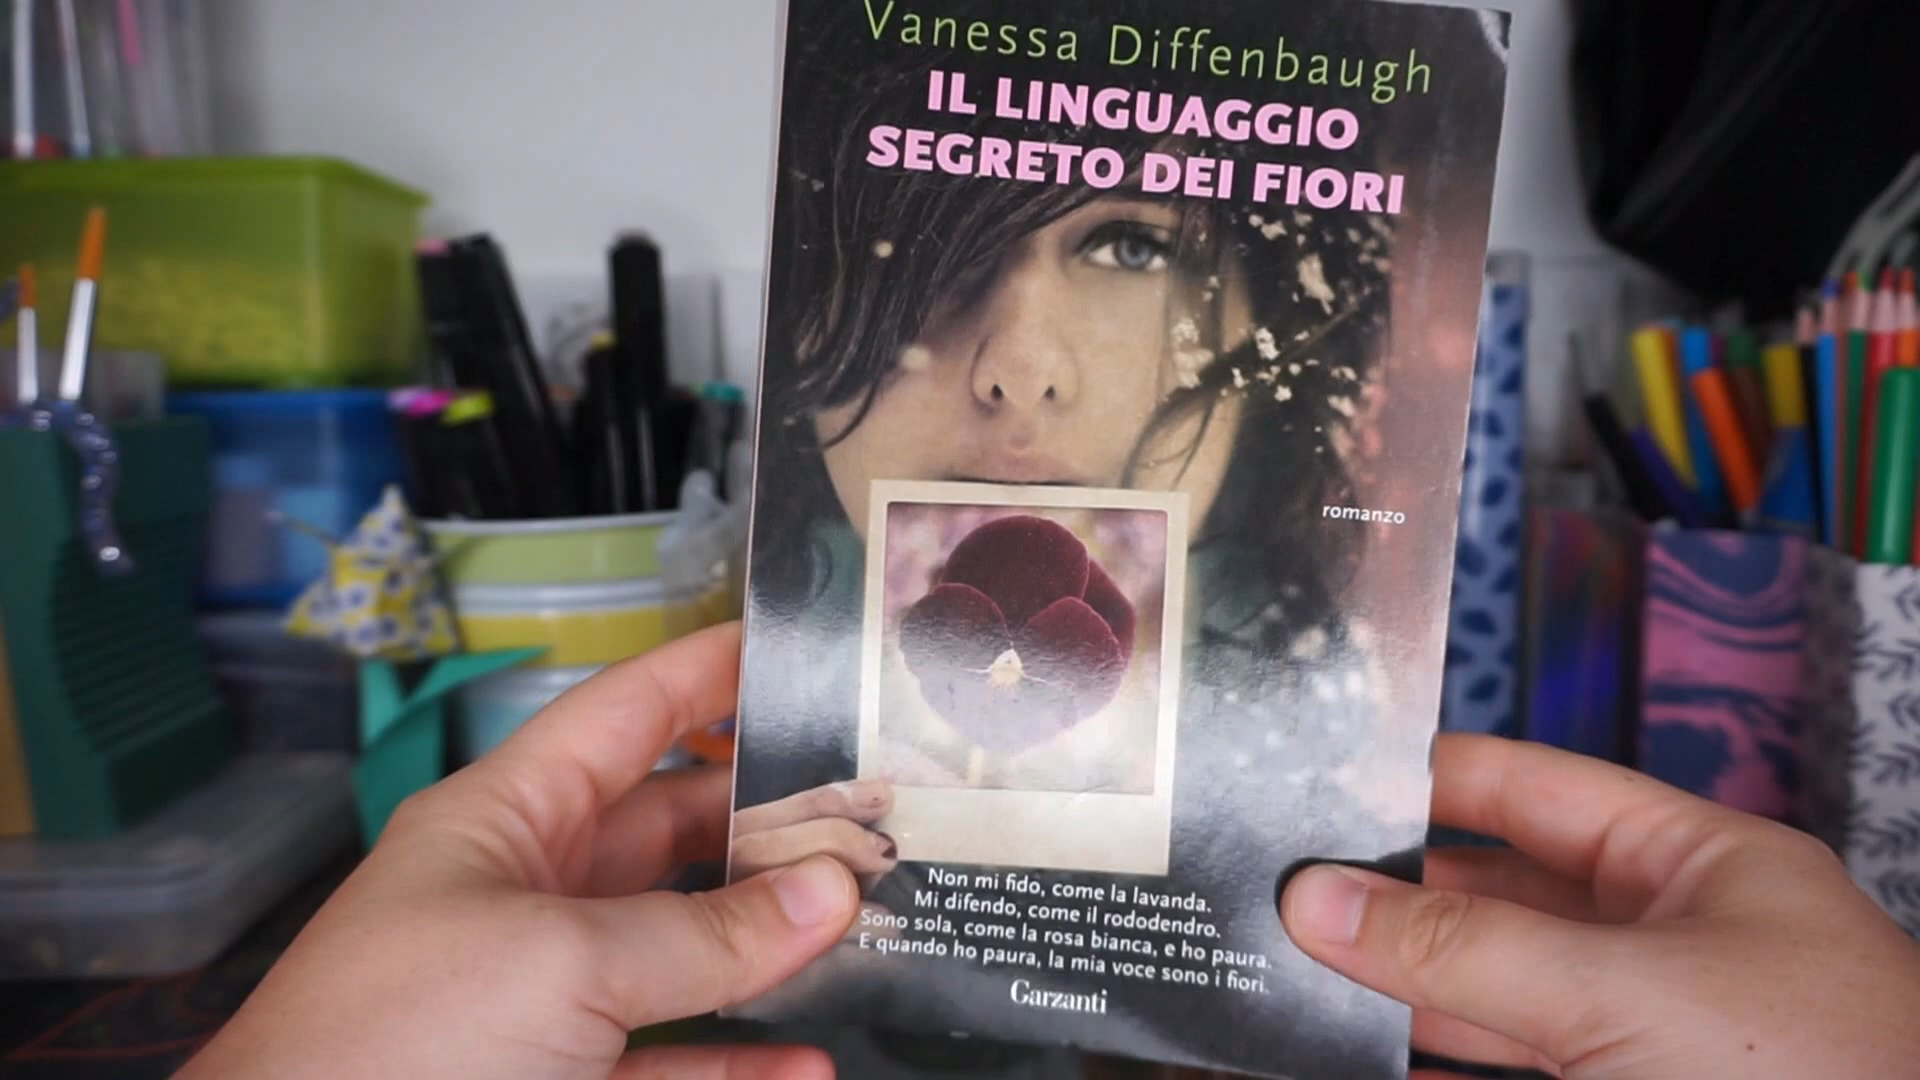 Vanessa Diffenbaugh
IL LINGUAGGIO
SEGRETO DEI FIORI
romanzo
Non mi fido, come la lavanda.
Mi difendo, come il rododendro.
Sono sola, come la rosa bianca, e ho paura.
E quando ho paura, la mia voce sono i fiori.
Garzanti